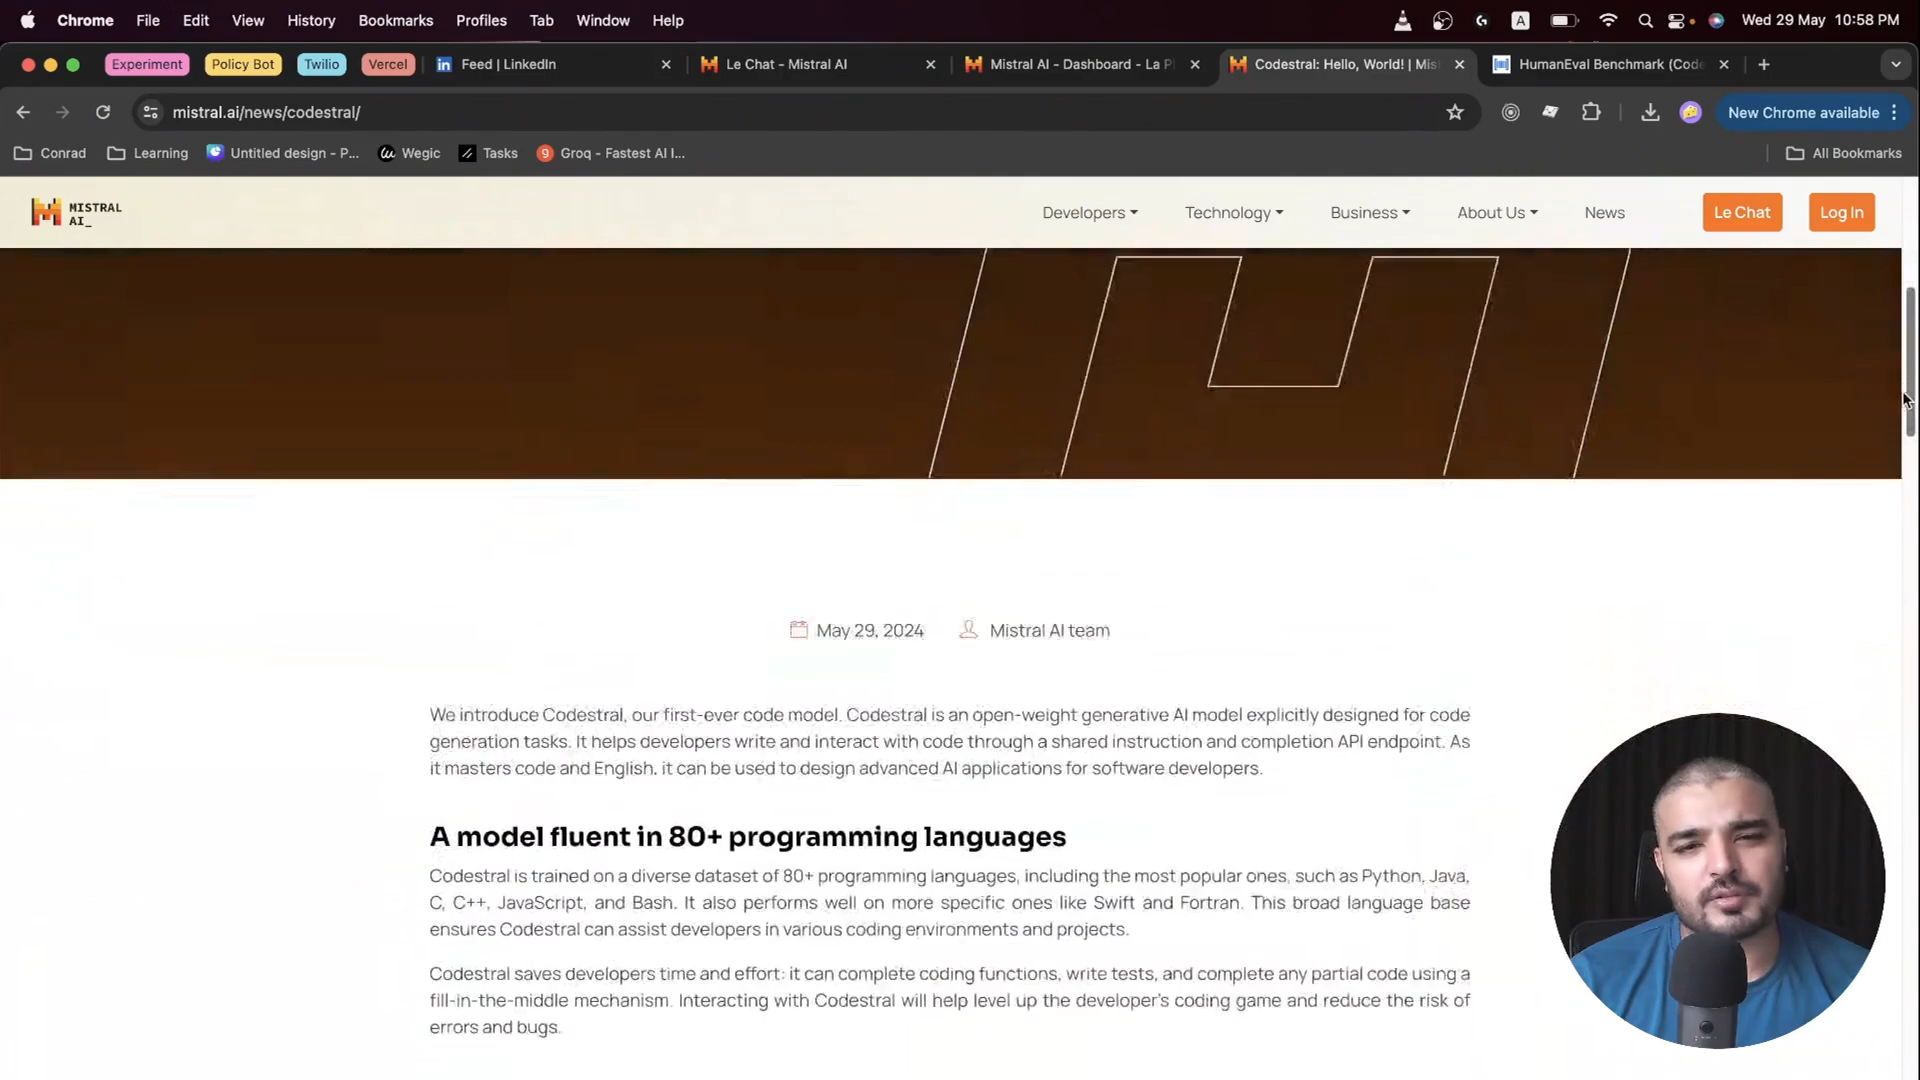 Chrome File Edit View History Bookmarks Profiles Tab Window Help A Wed 29 May 10:58 PM
Experiment Policy Bot Twilio Vercel Feed | LinkedIn Le Chat - Mistral AI Mistral AI - Dashboard - La Pl Codestral: Hello, World! | Mis HumanEval Benchmark (Code
mistral.ai/news/codestral/ New Chrome available
Conrad Learning Untitled design - P... Wegic Tasks Groq - Fastest AI I... All Bookmarks
MISTRAL
AI_
Developers Technology Business About Us News Le Chat Log In
May 29, 2024 Mistral AI team
We introduce Codestral, our first-ever code model. Codestral is an open-weight generative AI model explicitly designed for code
generation tasks. It helps developers write and interact with code through a shared instruction and completion API endpoint. As
it masters code and English, it can be used to design advanced AI applications for software developers.
A model fluent in 80+ programming languages
Codestral is trained on a diverse dataset of 80+ programming languages, including the most popular ones, such as Python, Java,
C, C++, JavaScript, and Bash. It also performs well on more specific ones like Swift and Fortran. This broad language base
ensures Codestral can assist developers in various coding environments and projects.
Codestral saves developers time and effort: it can complete coding functions, write tests, and complete any partial code using a
fill-in-the-middle mechanism. Interacting with Codestral will help level up the developer's coding game and reduce the risk of
errors and bugs.